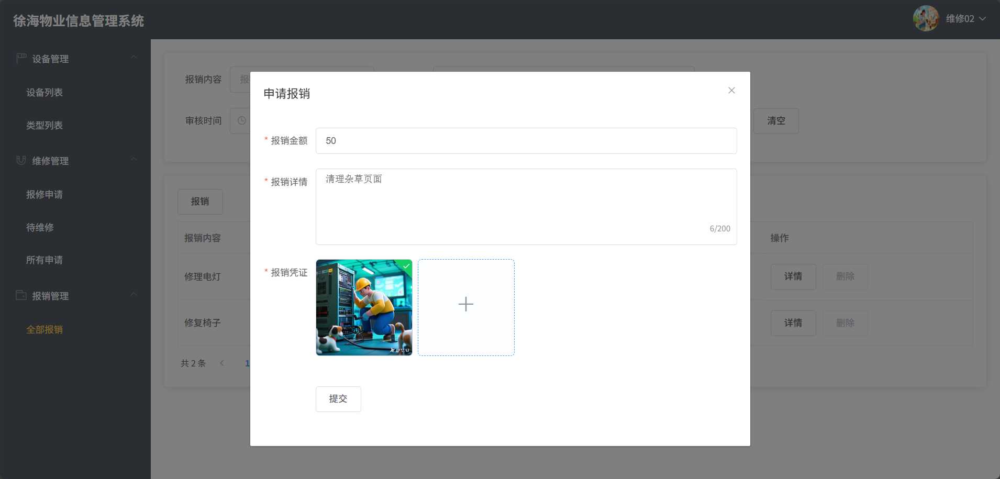 徐海物业信息管理系统
维修02
设备管理
设备列表
类型列表
维修管理
报修申请
待维修
所有申请
报销管理
全部报销
报销内容
报
审核时间
清空
报销
报销内容
操作
修理电灯
详情
删除
修复椅子
详情
删除
共 2 条
1
申请报销
* 报销金额
50
* 报销详情
清理杂草页面
6/200
* 报销凭证
提交